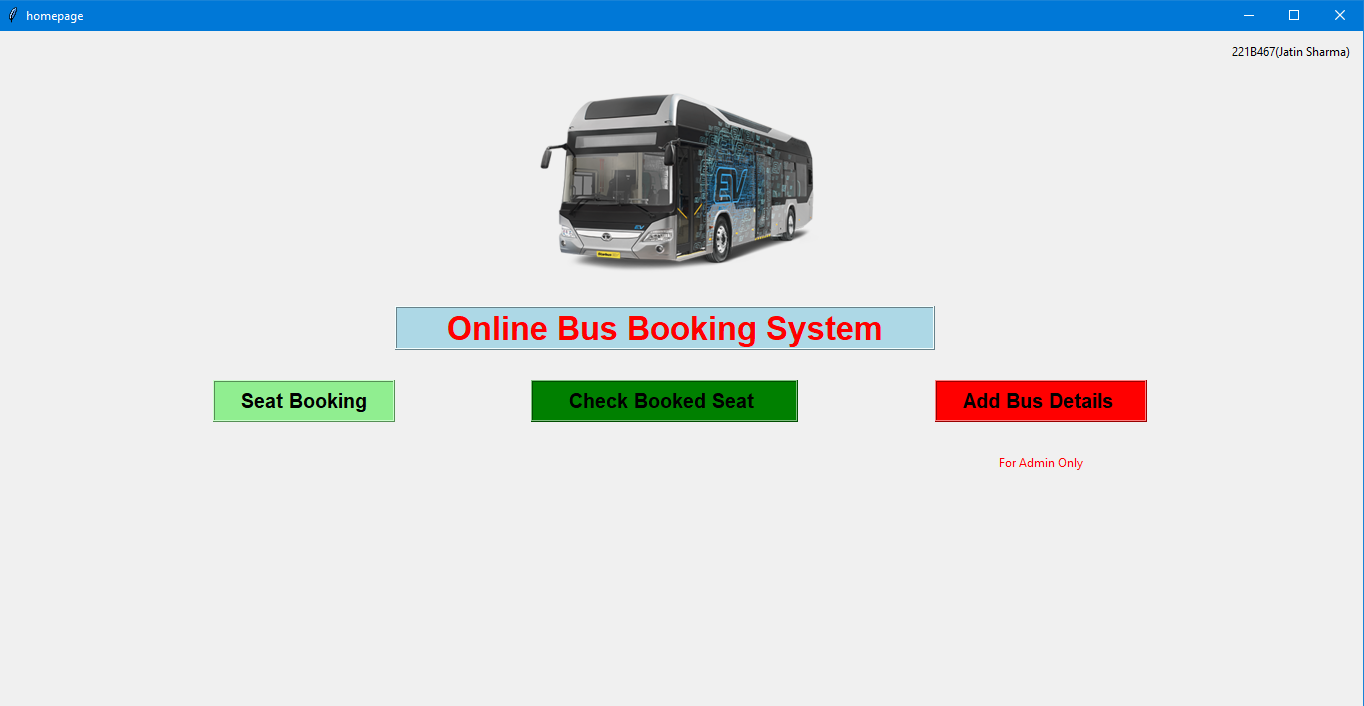 homepage
221B467(Jatin Sharma)
EV
EV
Online Bus Booking System
Seat Booking
Check Booked Seat
Add Bus Details
For Admin Only